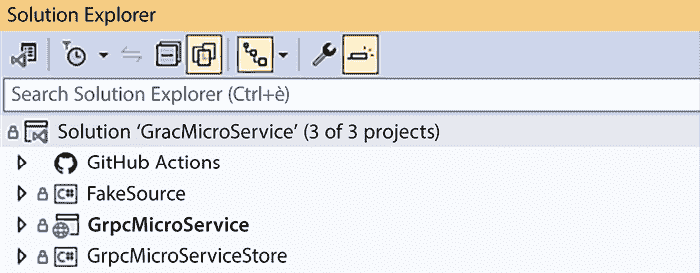 Solution Explorer
Search Solution Explorer (Ctrl+è)
Solution ‘GracMicroService’ (3 of 3 projects)
GitHub Actions
C# FakeSource
GrpcMicroService
C# GrpcMicroServiceStore